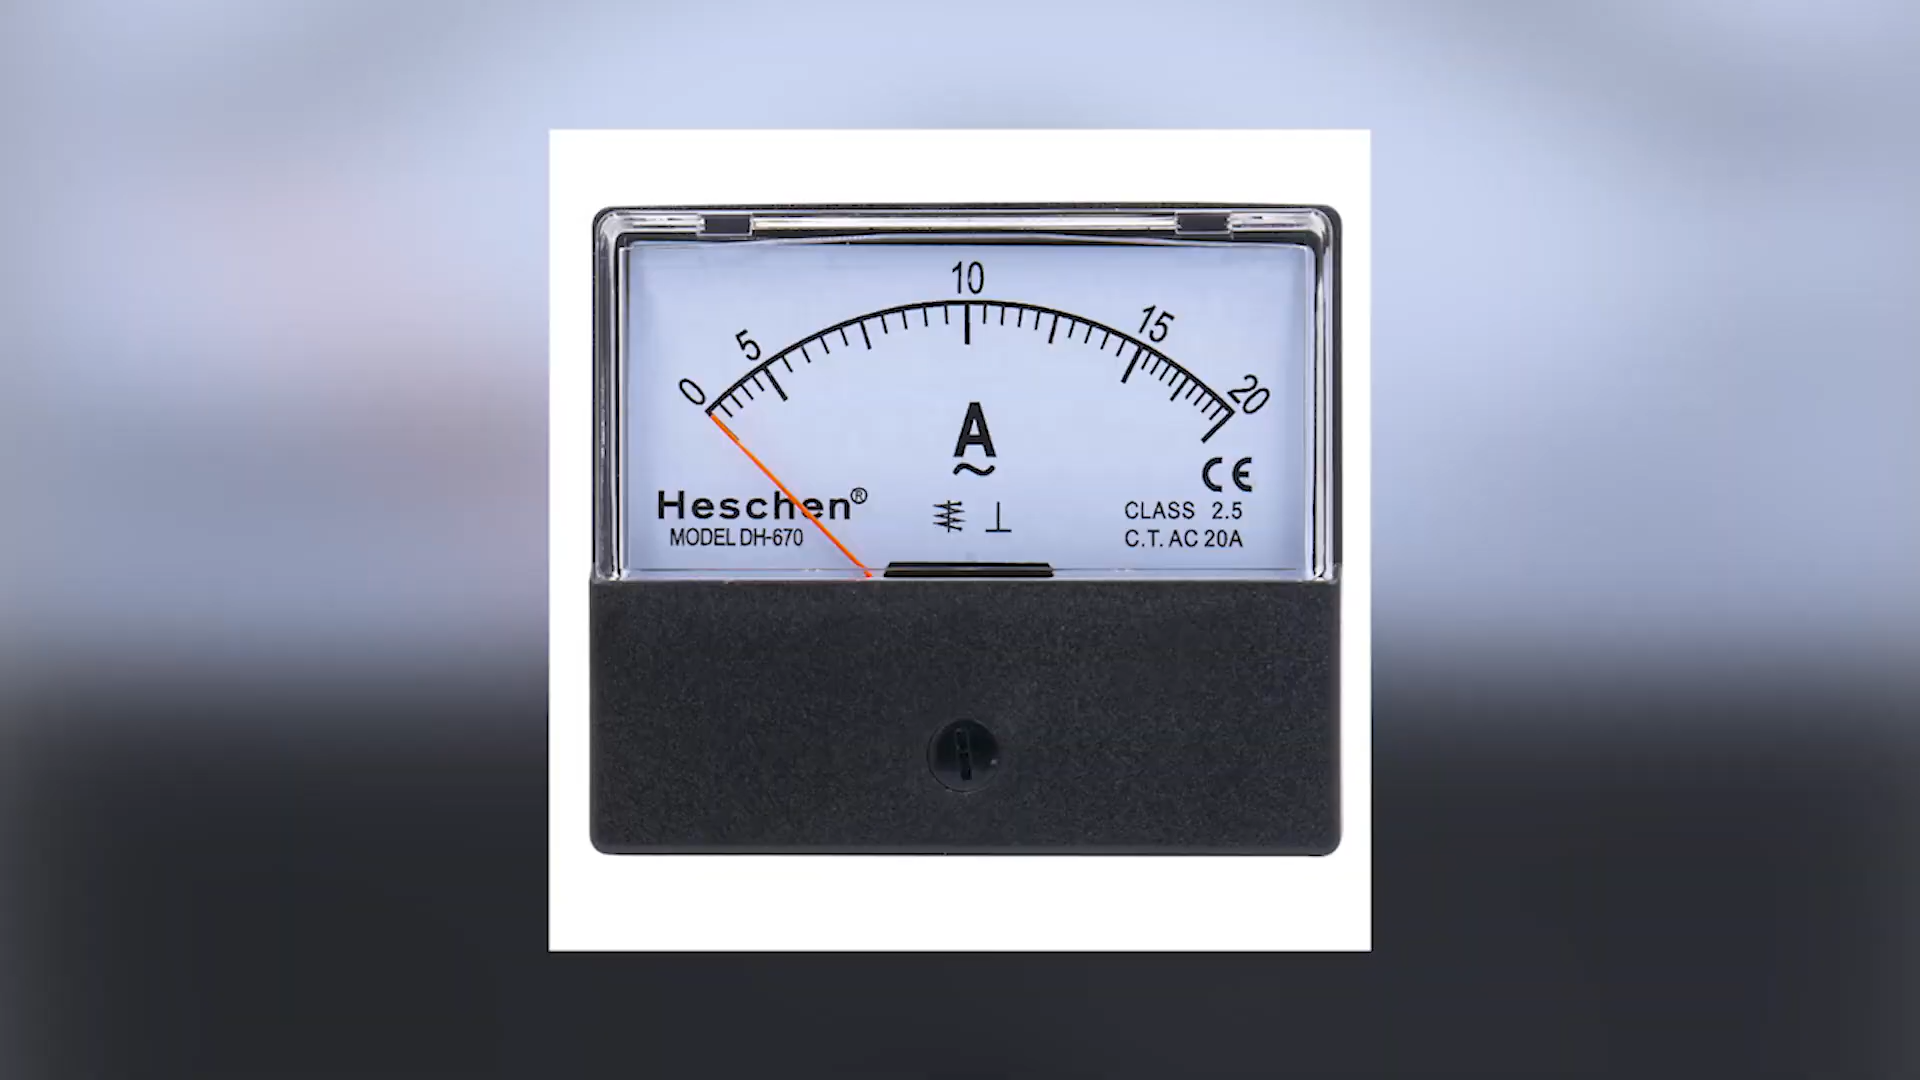 0
5
10
15
20
A
~
CE
Heschen®
MODEL DH-670
CLASS 2.5
C.T. AC 20A